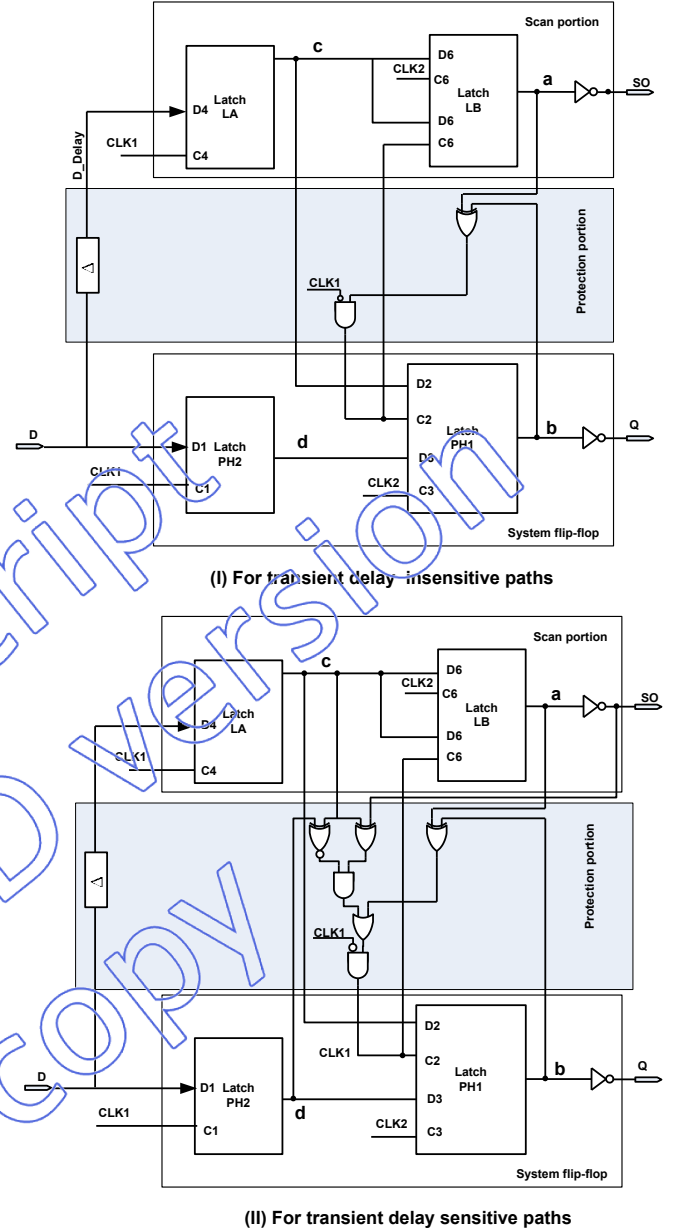 Scan portion
c
D6
CLK2
C6
a
SO
Latch
LA
D4
Latch
LB
D6
C6
CLK1
C4
D_Delay
Protection portion
Δ
CLK1
D2
C2
D
D1
Latch
PH2
d
Latch
PH1
b
Q
D3
CLK1
C1
CLK2
C3
System flip-flop
(I) For transient delay insensitive paths
Scan portion
c
D6
CLK2
C6
a
SO
Latch
LA
D4
Latch
LB
D6
CLK1
C4
C6
Protection portion
Δ
CLK1
D2
CLK1
C2
D
D1
Latch
PH2
d
Latch
PH1
b
Q
D3
CLK1
C1
CLK2
C3
System flip-flop
(II) For transient delay sensitive paths
cript
D version
copy